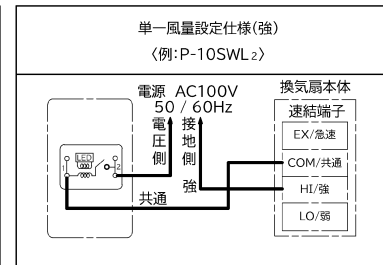 単一風量設定仕様(強)
〈例:P-10SWL2〉
電源 AC100V
50 / 60Hz
電圧側
接地側
強
共通
LED
1
2
換気扇本体
速結端子
EX/急速
COM/共通
HI/強
LO/弱